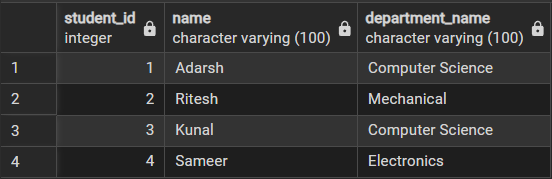 student_id name department_name
integer character varying (100) character varying (100)
1 1 Adarsh Computer Science
2 2 Ritesh Mechanical
3 3 Kunal Computer Science
4 4 Sameer Electronics